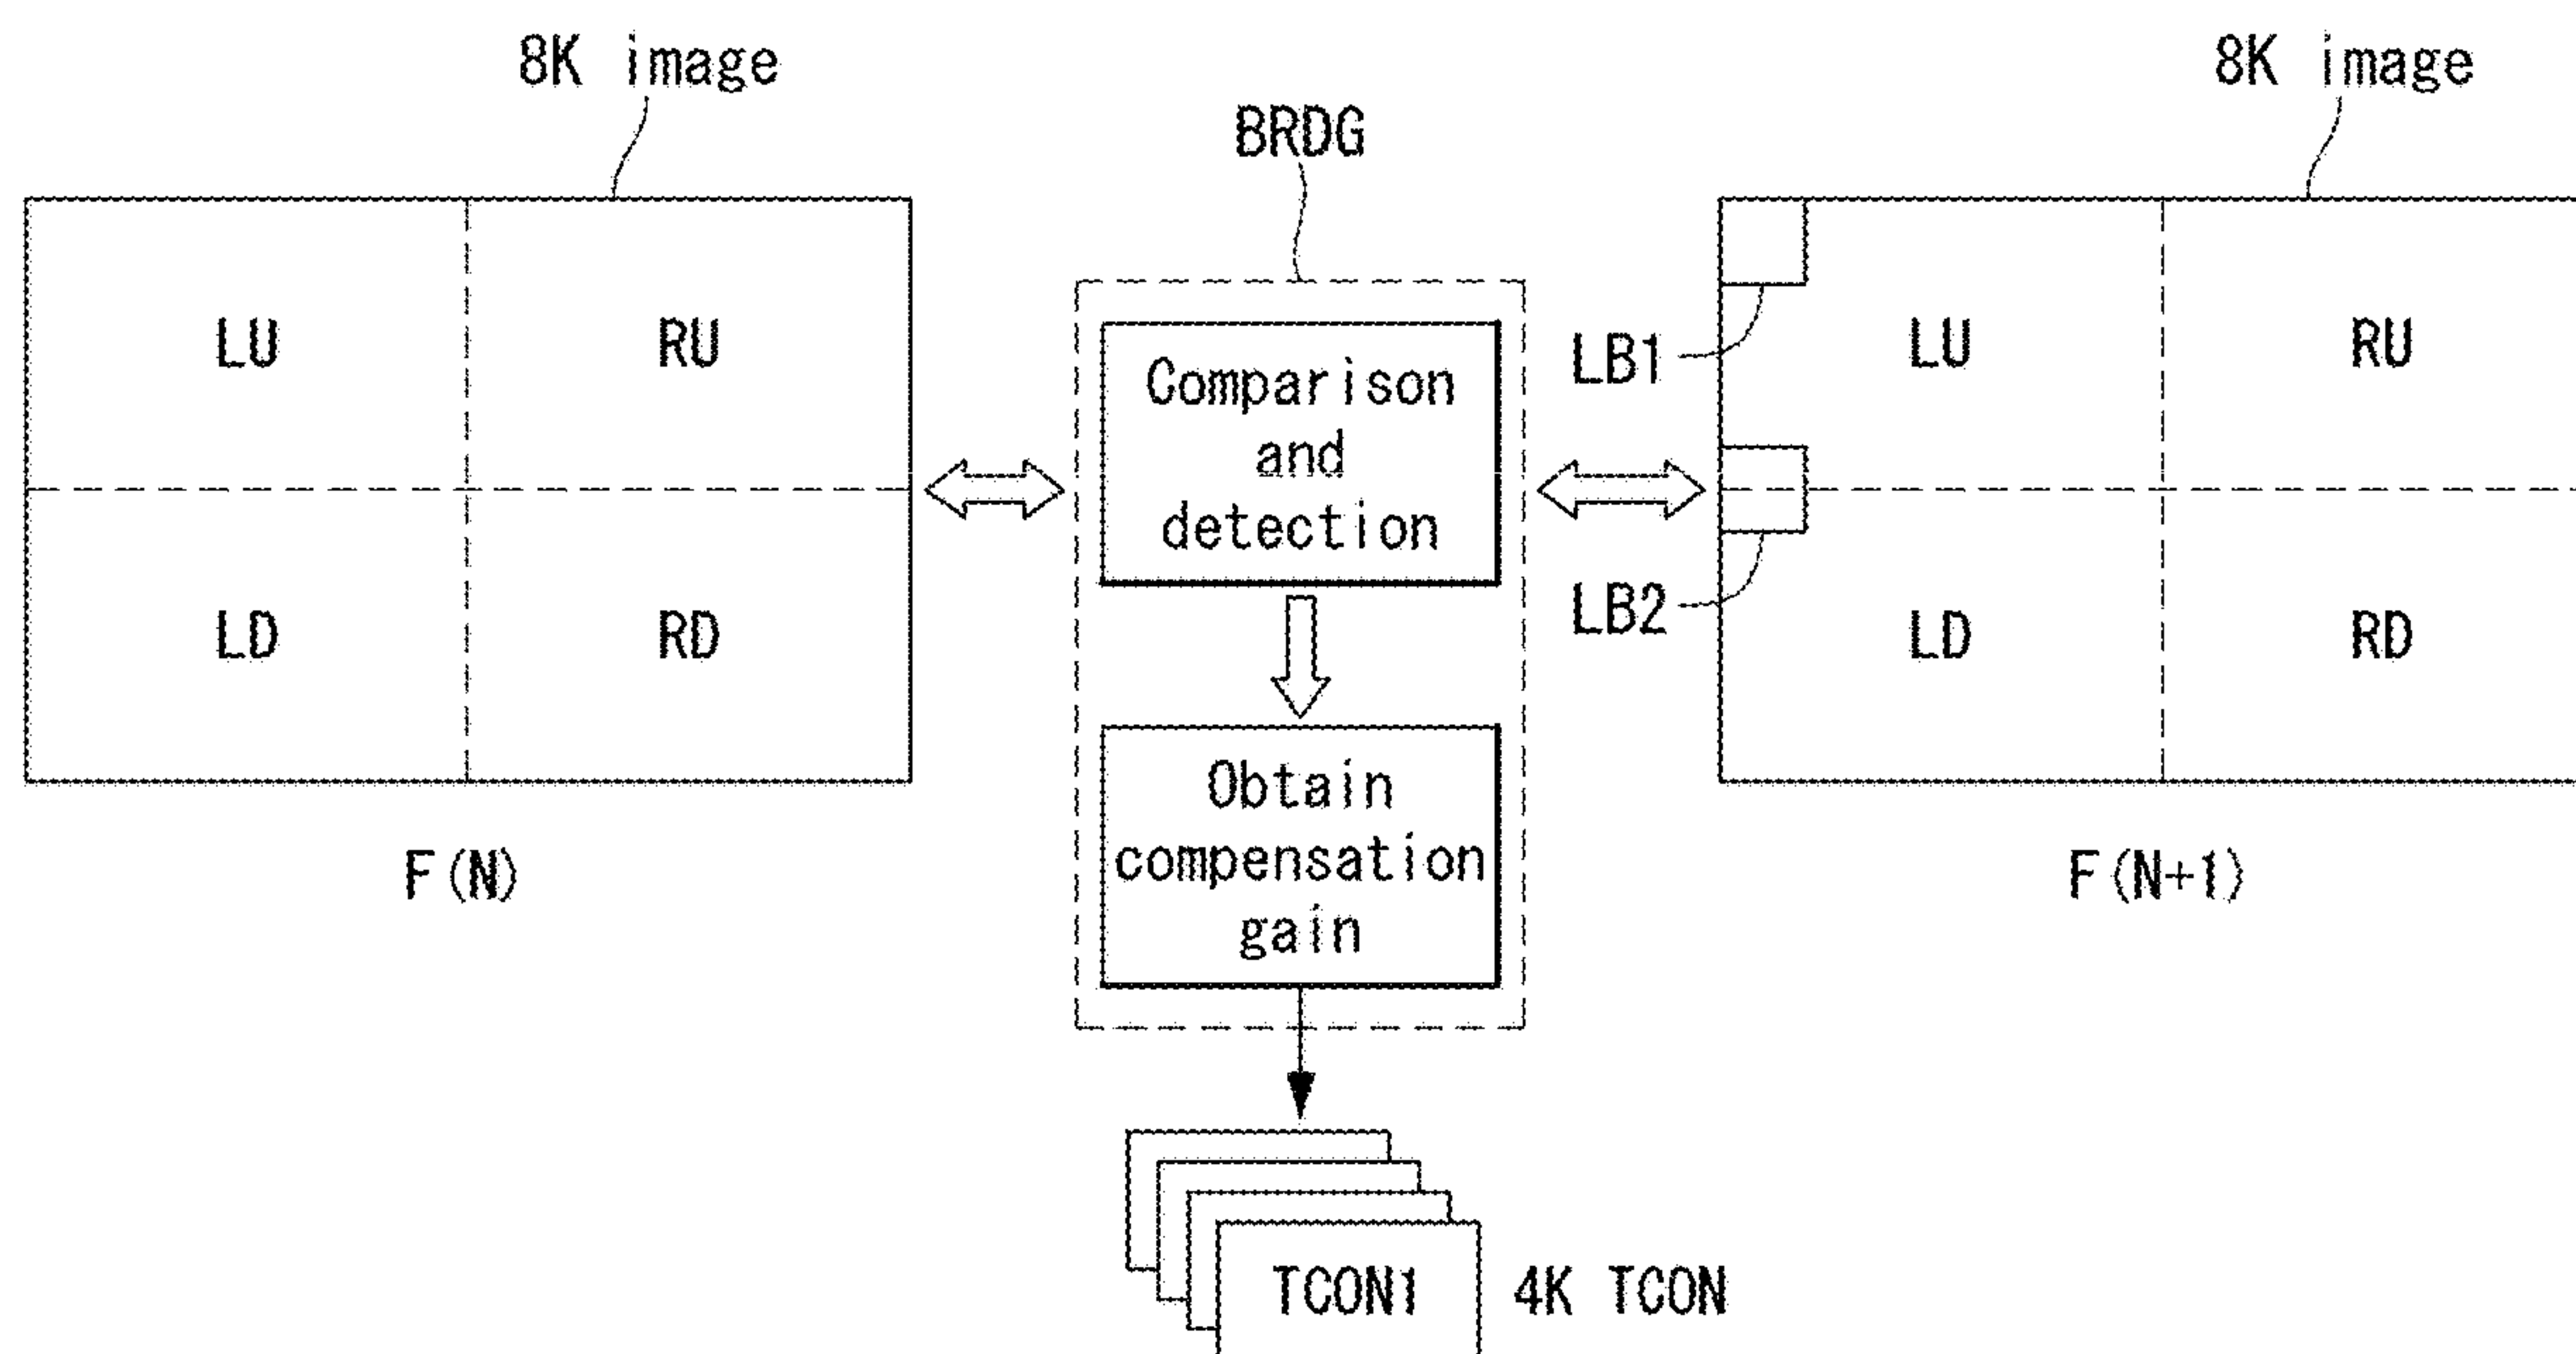 8K image
8K image
BRDG
LU
RU
Comparison
and
detection
LB1
LU
RU
LD
RD
LB2
LD
RD
Obtain
compensation
gain
F(N)
F(N+1)
TCON1
4K TCON